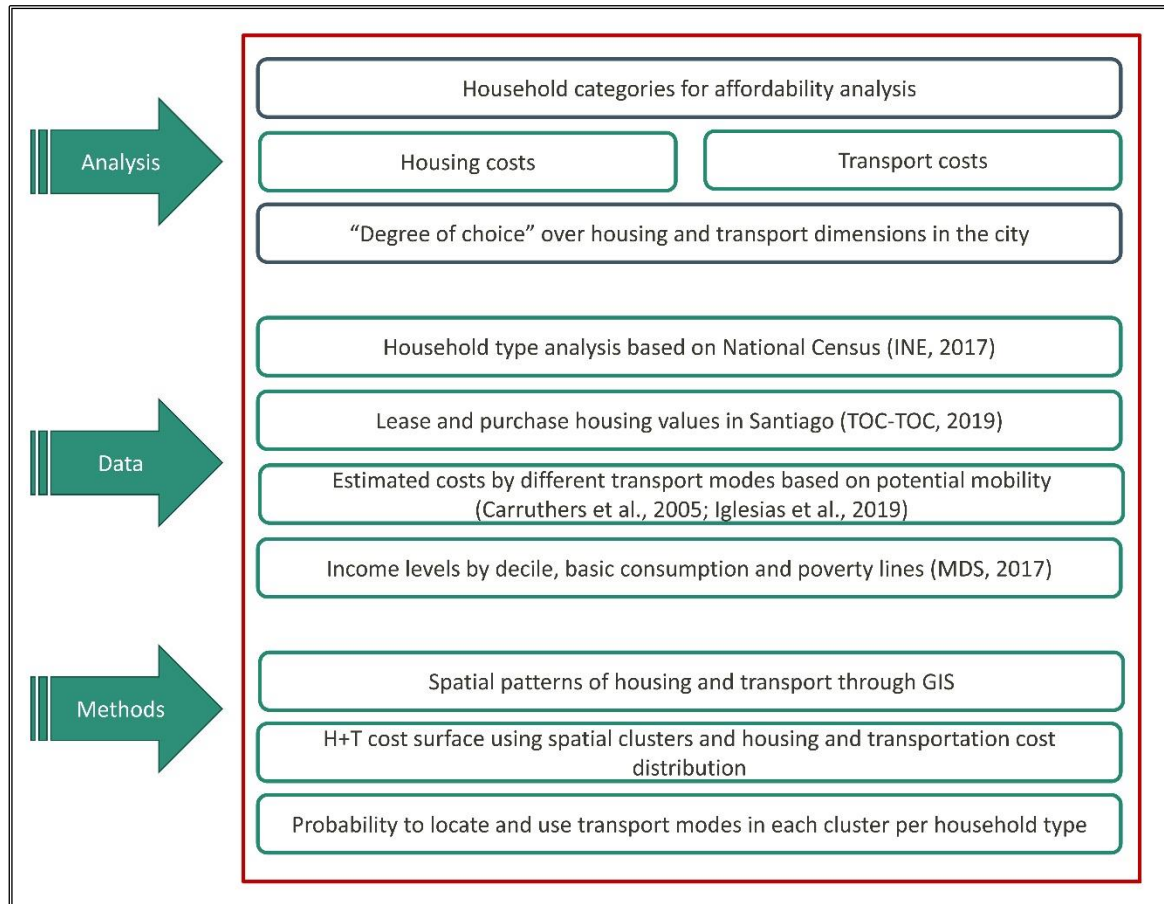 Household categories for affordability analysis
Analysis
Housing costs
Transport costs
“Degree of choice” over housing and transport dimensions in the city
Household type analysis based on National Census (INE, 2017)
Lease and purchase housing values in Santiago (TOC-TOC, 2019)
Data
Estimated costs by different transport modes based on potential mobility
(Carruthers et al., 2005; Iglesias et al., 2019)
Income levels by decile, basic consumption and poverty lines (MDS, 2017)
Methods
Spatial patterns of housing and transport through GIS
H+T cost surface using spatial clusters and housing and transportation cost
distribution
Probability to locate and use transport modes in each cluster per household type